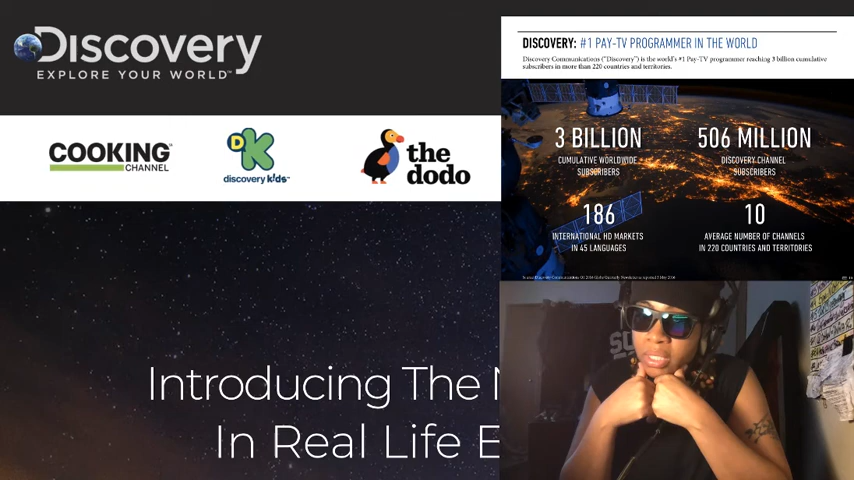 Discovery
EXPLORE YOUR WORLD™
COOKING
CHANNEL
D
K
discovery kids™
the
dodo
Introducing The
In Real Life E
DISCOVERY: #1 PAY-TV PROGRAMMER IN THE WORLD
Discovery Communications ("Discovery") is the world's #1 Pay-TV programmer reaching 3 billion cumulative
subscribers in more than 220 countries and territories.
3 BILLION
CUMULATIVE WORLDWIDE
SUBSCRIBERS
506 MILLION
DISCOVERY CHANNEL
SUBSCRIBERS
186
INTERNATIONAL HD MARKETS
IN 45 LANGUAGES
10
AVERAGE NUMBER OF CHANNELS
IN 220 COUNTRIES AND TERRITORIES